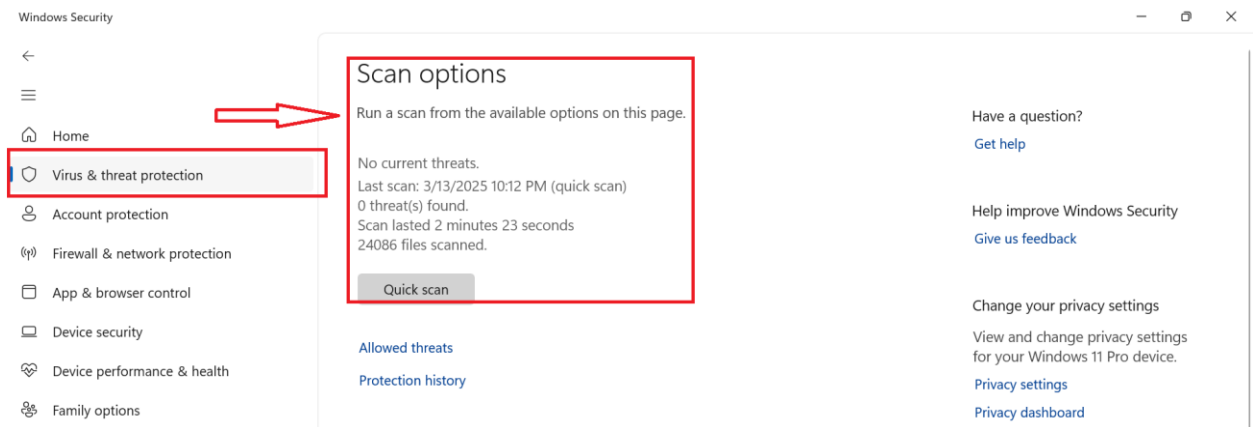 Windows Security
Home
Virus & threat protection
Account protection
Firewall & network protection
App & browser control
Device security
Device performance & health
Family options
Scan options
Run a scan from the available options on this page.
No current threats.
Last scan: 3/13/2025 10:12 PM (quick scan)
0 threat(s) found.
Scan lasted 2 minutes 23 seconds
24086 files scanned.
Quick scan
Allowed threats
Protection history
Have a question?
Get help
Help improve Windows Security
Give us feedback
Change your privacy settings
View and change privacy settings
for your Windows 11 Pro device.
Privacy settings
Privacy dashboard